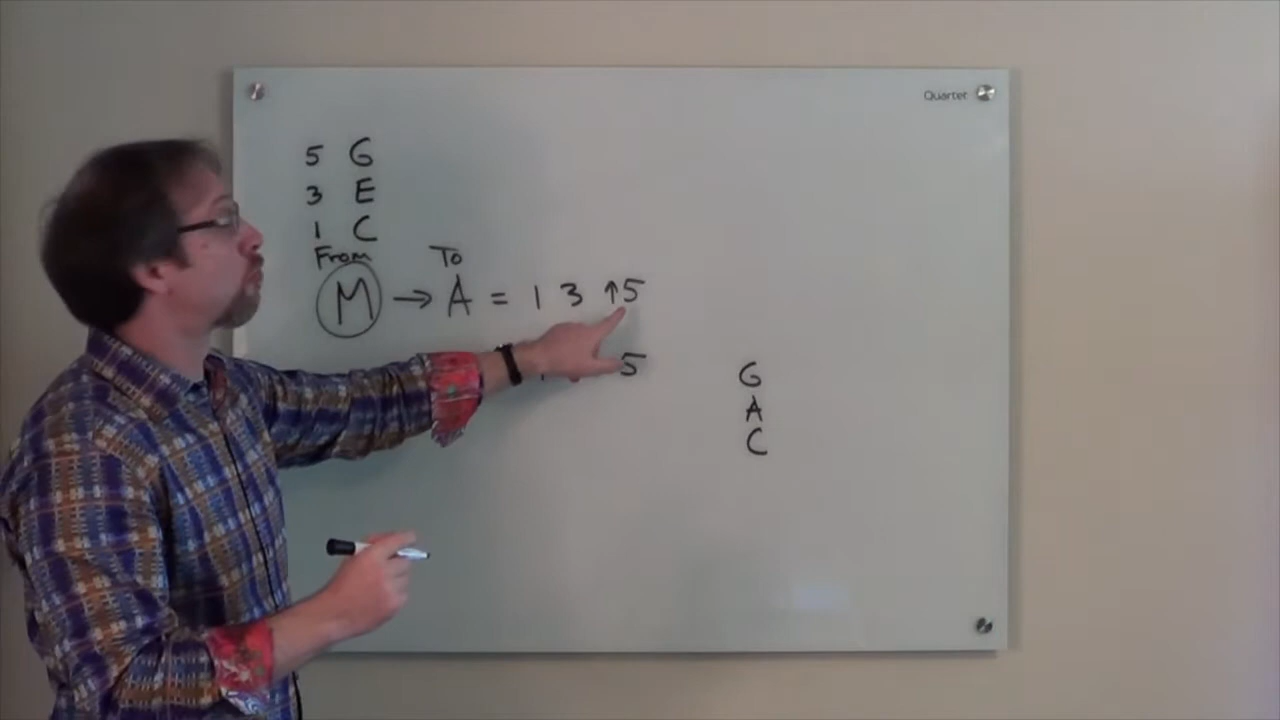 Quartet
5 G
3 E
1 C
From To
M → A = 1 3 ↑5
5
G
A
C